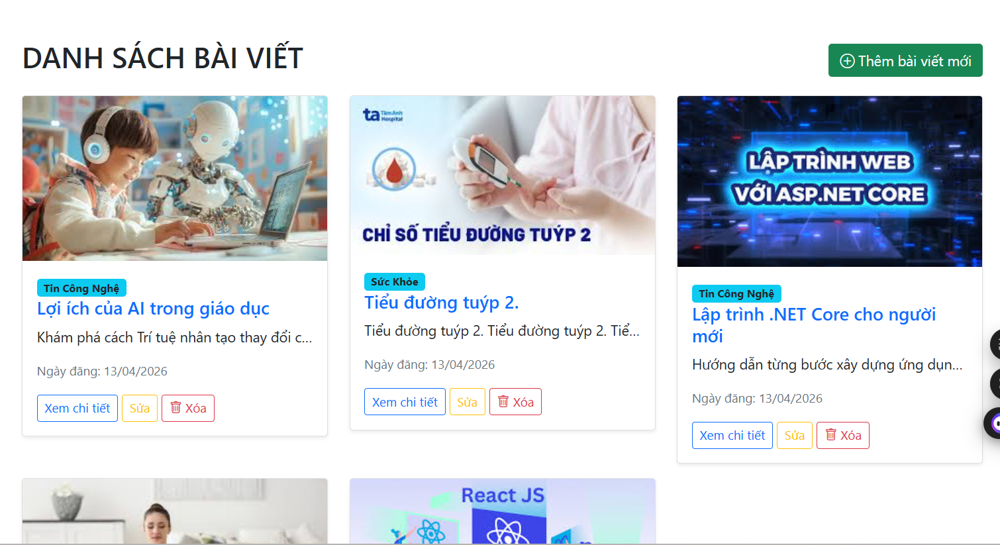 DANH SÁCH BÀI VIẾT
Thêm bài viết mới
ta TâmAnh
Hospital
CHỈ SỐ TIỂU ĐƯỜNG TUÝP 2
LẬP TRÌNH WEB
VỚI ASP.NET CORE
Tin Công Nghệ
Lợi ích của AI trong giáo dục
Khám phá cách Trí tuệ nhân tạo thay đổi c...
Ngày đăng: 13/04/2026
Xem chi tiết Sửa Xóa
Sức Khỏe
Tiểu đường tuýp 2.
Tiểu đường tuýp 2. Tiểu đường tuýp 2. Tiể...
Ngày đăng: 13/04/2026
Xem chi tiết Sửa Xóa
Tin Công Nghệ
Lập trình .NET Core cho người
mới
Hướng dẫn từng bước xây dựng ứng dụn...
Ngày đăng: 13/04/2026
Xem chi tiết Sửa Xóa
React JS